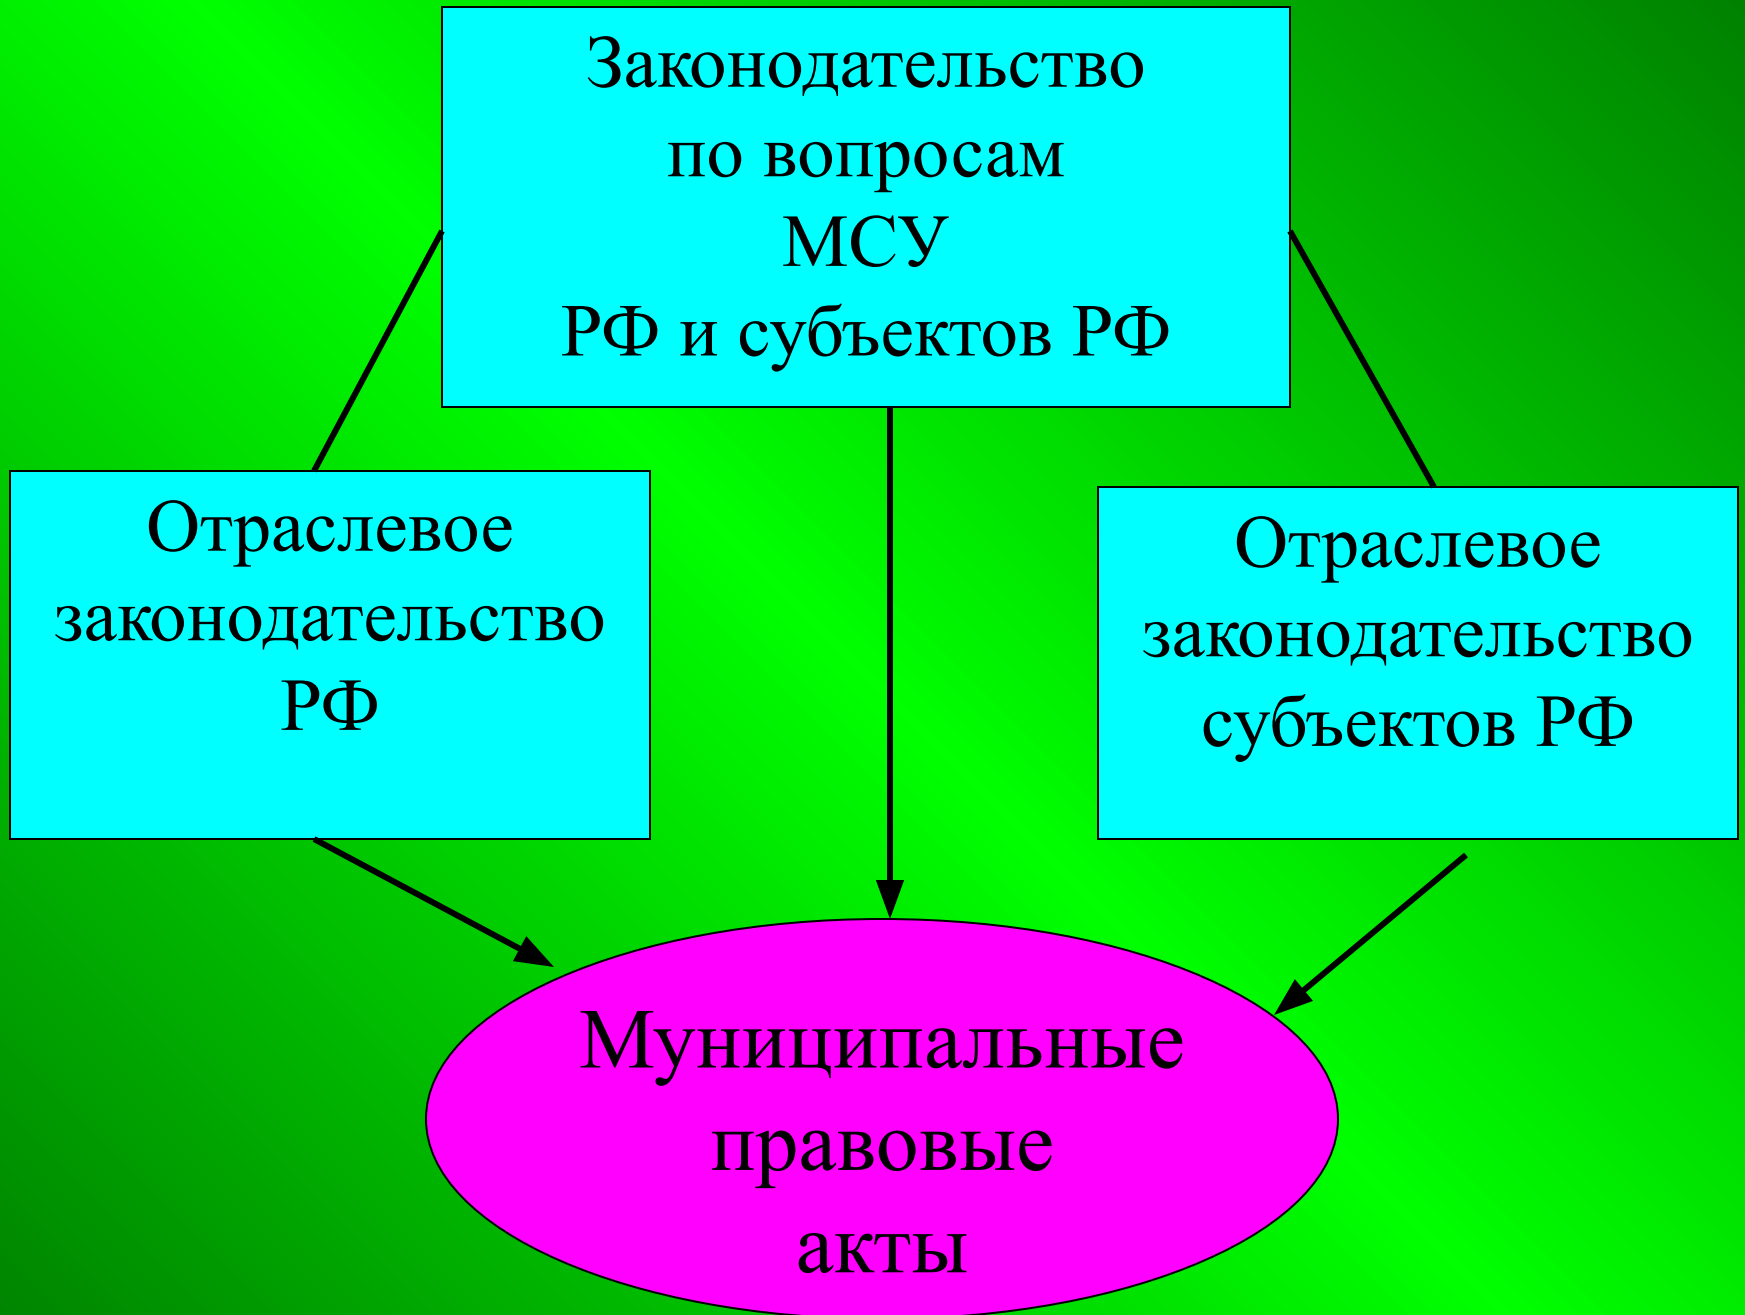 Законодательство
по вопросам
МСУ
РФ и субъектов РФ
Отраслевое
законодательство
РФ
Отраслевое
законодательство
субъектов РФ
Муниципальные
правовые
акты